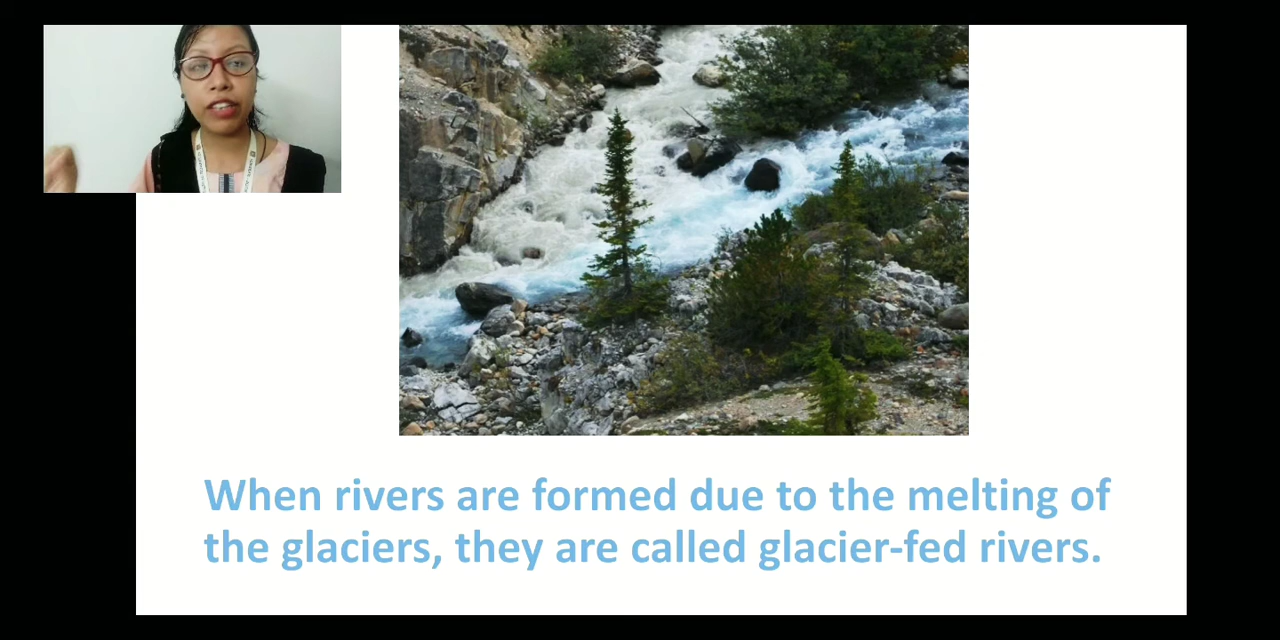 When rivers are formed due to the melting of
the glaciers, they are called glacier-fed rivers.